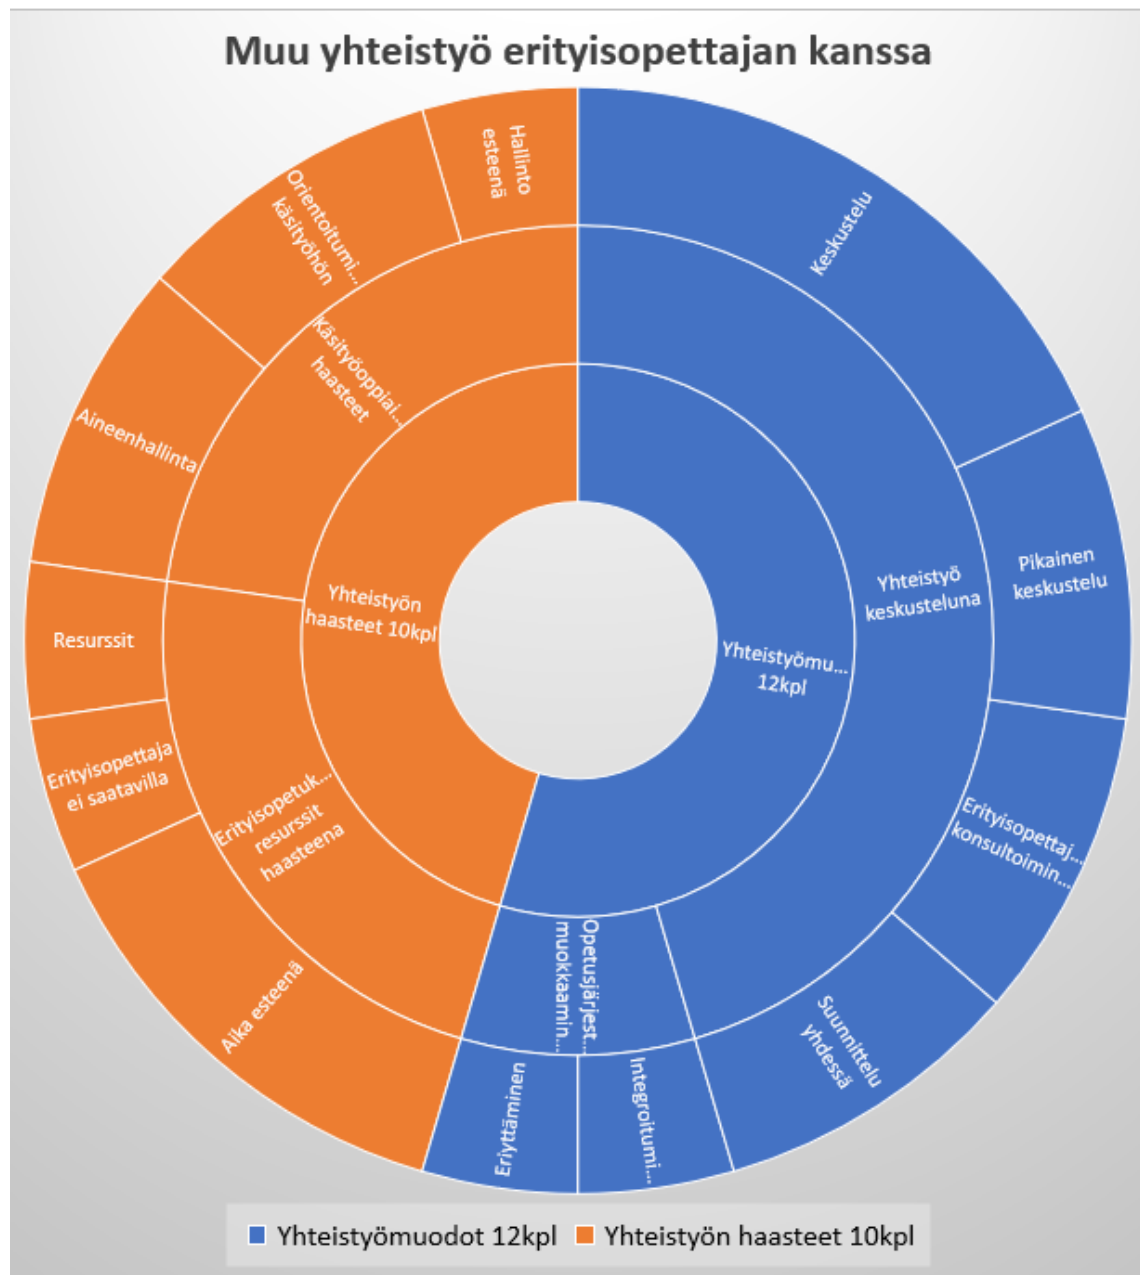 Muu yhteistyö erityisopettajan kanssa
Keskustelu
Pikainen
keskustelu
Erityisopettaj...
konsultoimin...
Suunnittelu
yhdessä
Integroitumi...
Eriyttäminen
Yhteistyö
keskusteluna
Opetusjärjest...
muokkaamin...
Yhteistyömu...
12kpl
Yhteistyön
haasteet 10kpl
Käsityöoppiai...
haasteet
Erityisopetuk...
resurssit
haasteena
Hallinto
esteenä
Orientoitumi...
käsityöhön
Aineenhallinta
Resurssit
Erityisopettaja
ei saatavilla
Aika esteenä
Yhteistyömuodot 12kpl
Yhteistyön haasteet 10kpl